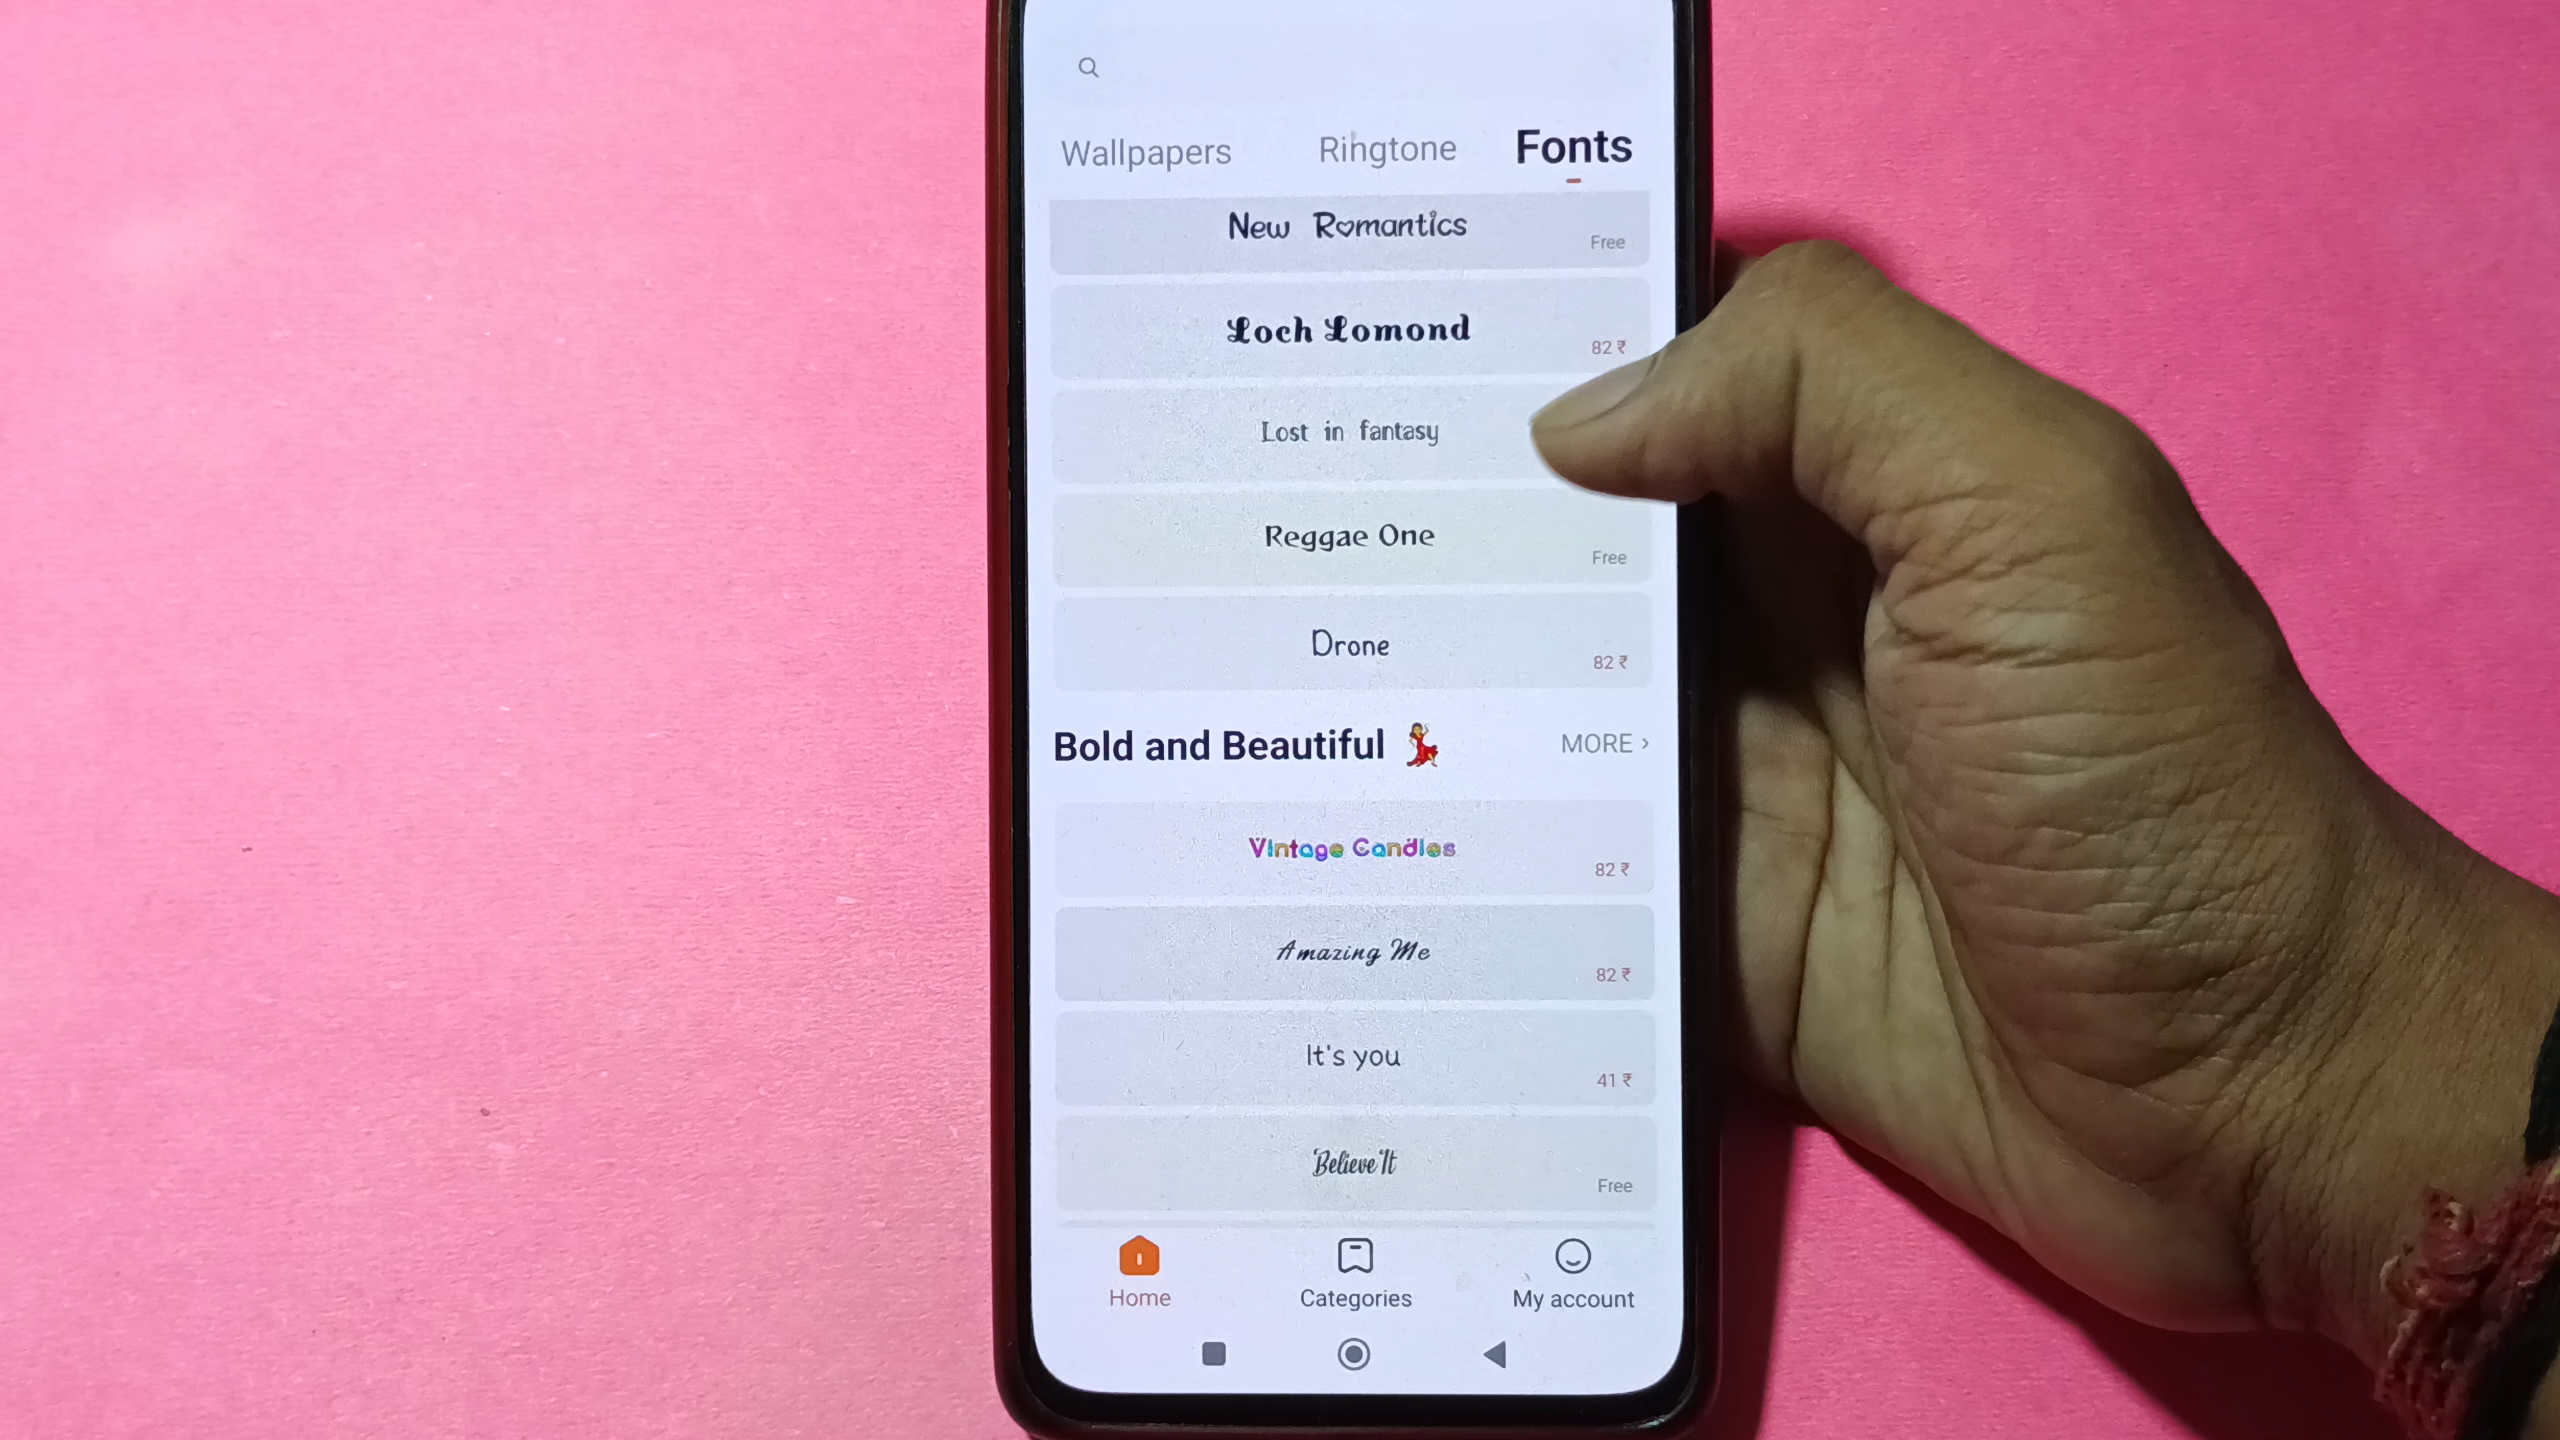 Wallpapers Rihgtone Fonts
New Romantics
Free
Loch Lomond
82 ₹
Lost in fantasy
Reggae One
Free
Drone
82 ₹
Bold and Beautiful 💃 MORE ›
Vintage Candles
82 ₹
Amazing Me
82 ₹
It's you
41 ₹
Believe It
Free
Home Categories My account